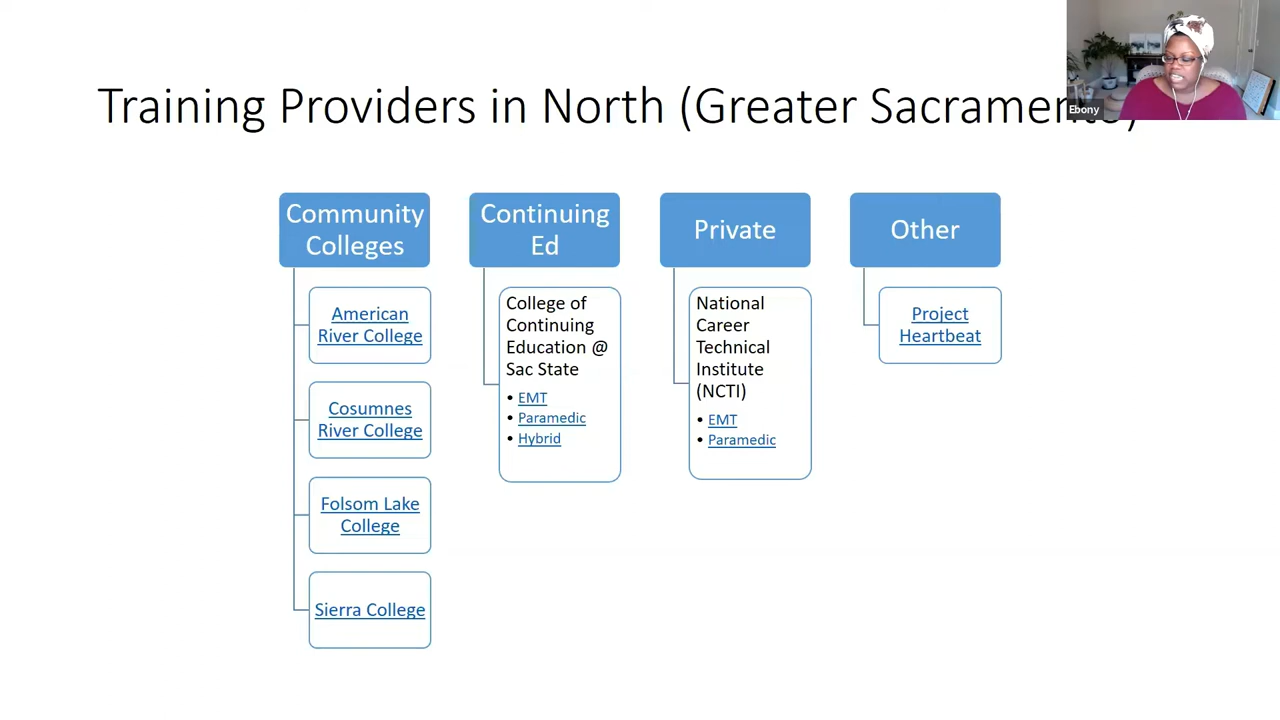 Training Providers in North (Greater Sacramento)
Ebony
Community
Colleges
American
River College
Cosumnes
River College
Folsom Lake
College
Sierra College
Continuing
Ed
College of
Continuing
Education @
Sac State
• EMT
• Paramedic
• Hybrid
Private
National
Career
Technical
Institute
(NCTI)
• EMT
• Paramedic
Other
Project
Heartbeat